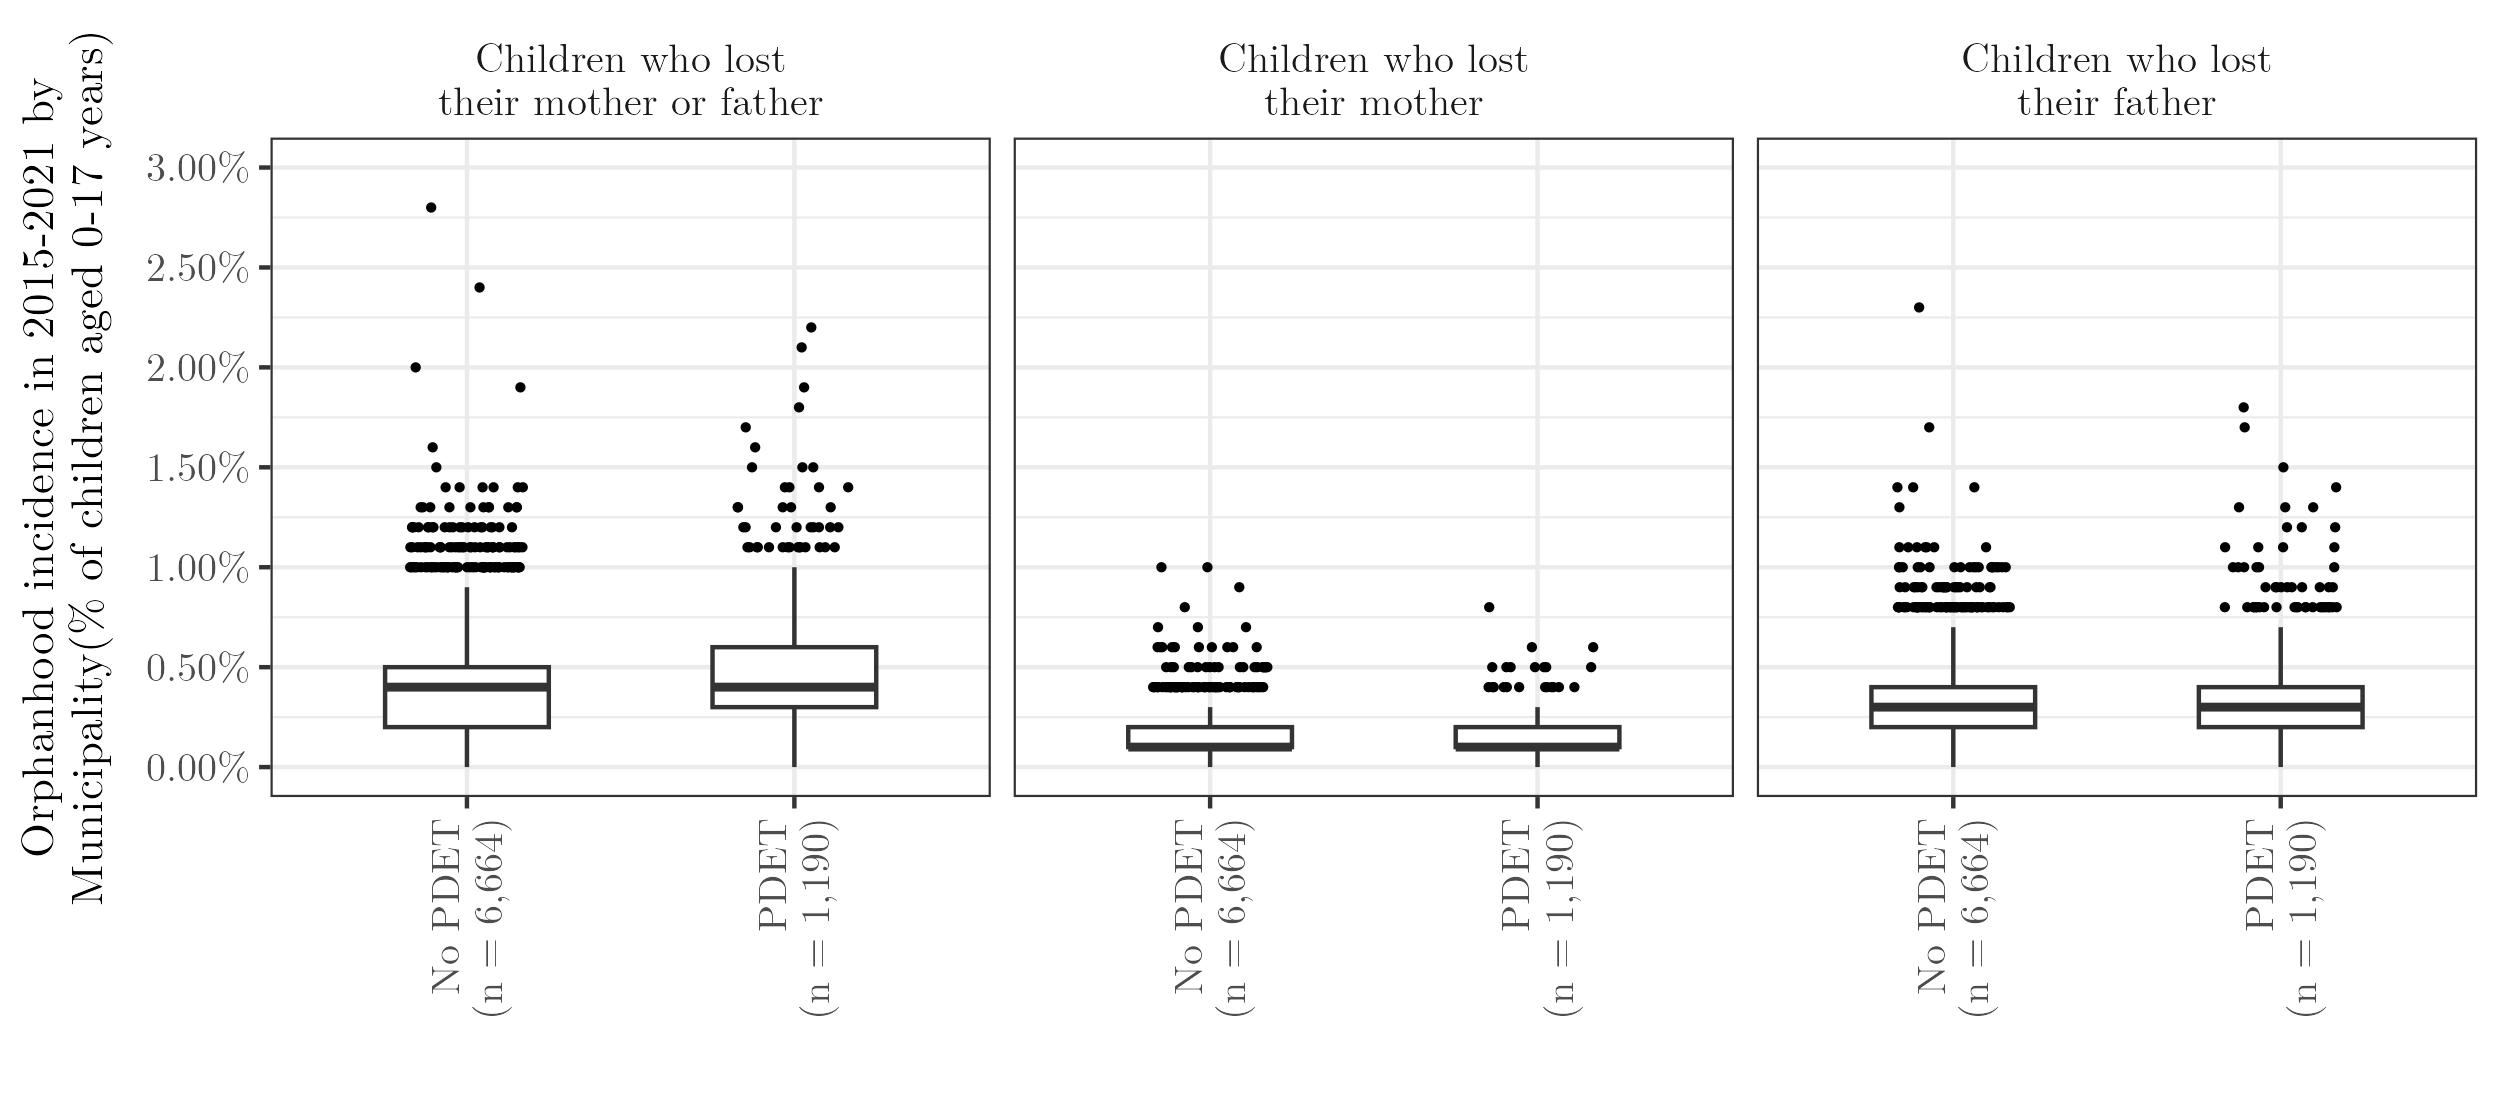 Orphanhood incidence in 2015-2021 by
Municipality(% of children aged 0-17 years)
Children who lost
their mother or father
Children who lost
their mother
Children who lost
their father
3.00%
2.50%
2.00%
1.50%
1.00%
0.50%
0.00%
No PDET
(n = 6,664)
PDET
(n = 1,190)
No PDET
(n = 6,664)
PDET
(n = 1,190)
No PDET
(n = 6,664)
PDET
(n = 1,190)